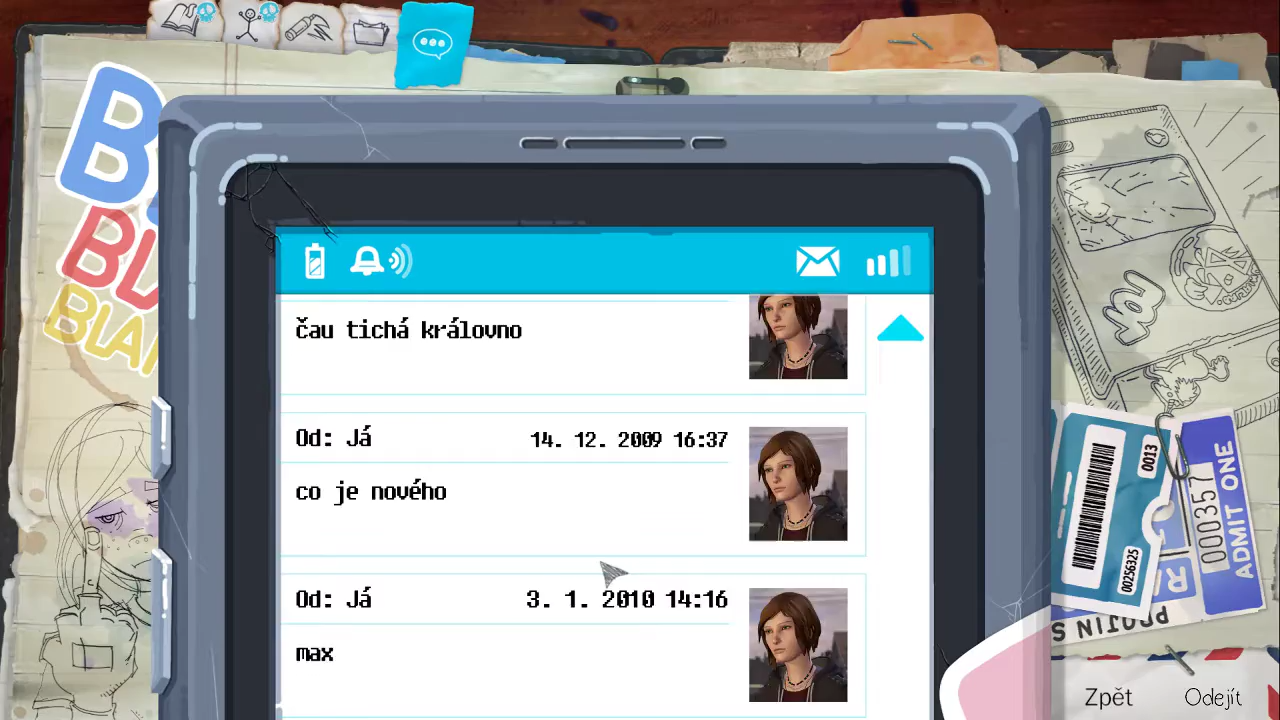 čau tichá královno
Od: Já
14. 12. 2009 16:37
co je nového
Od: Já
3. 1. 2010 14:16
max
0013
00256325
000357
ADMIT ONE
Zpět
Odejít